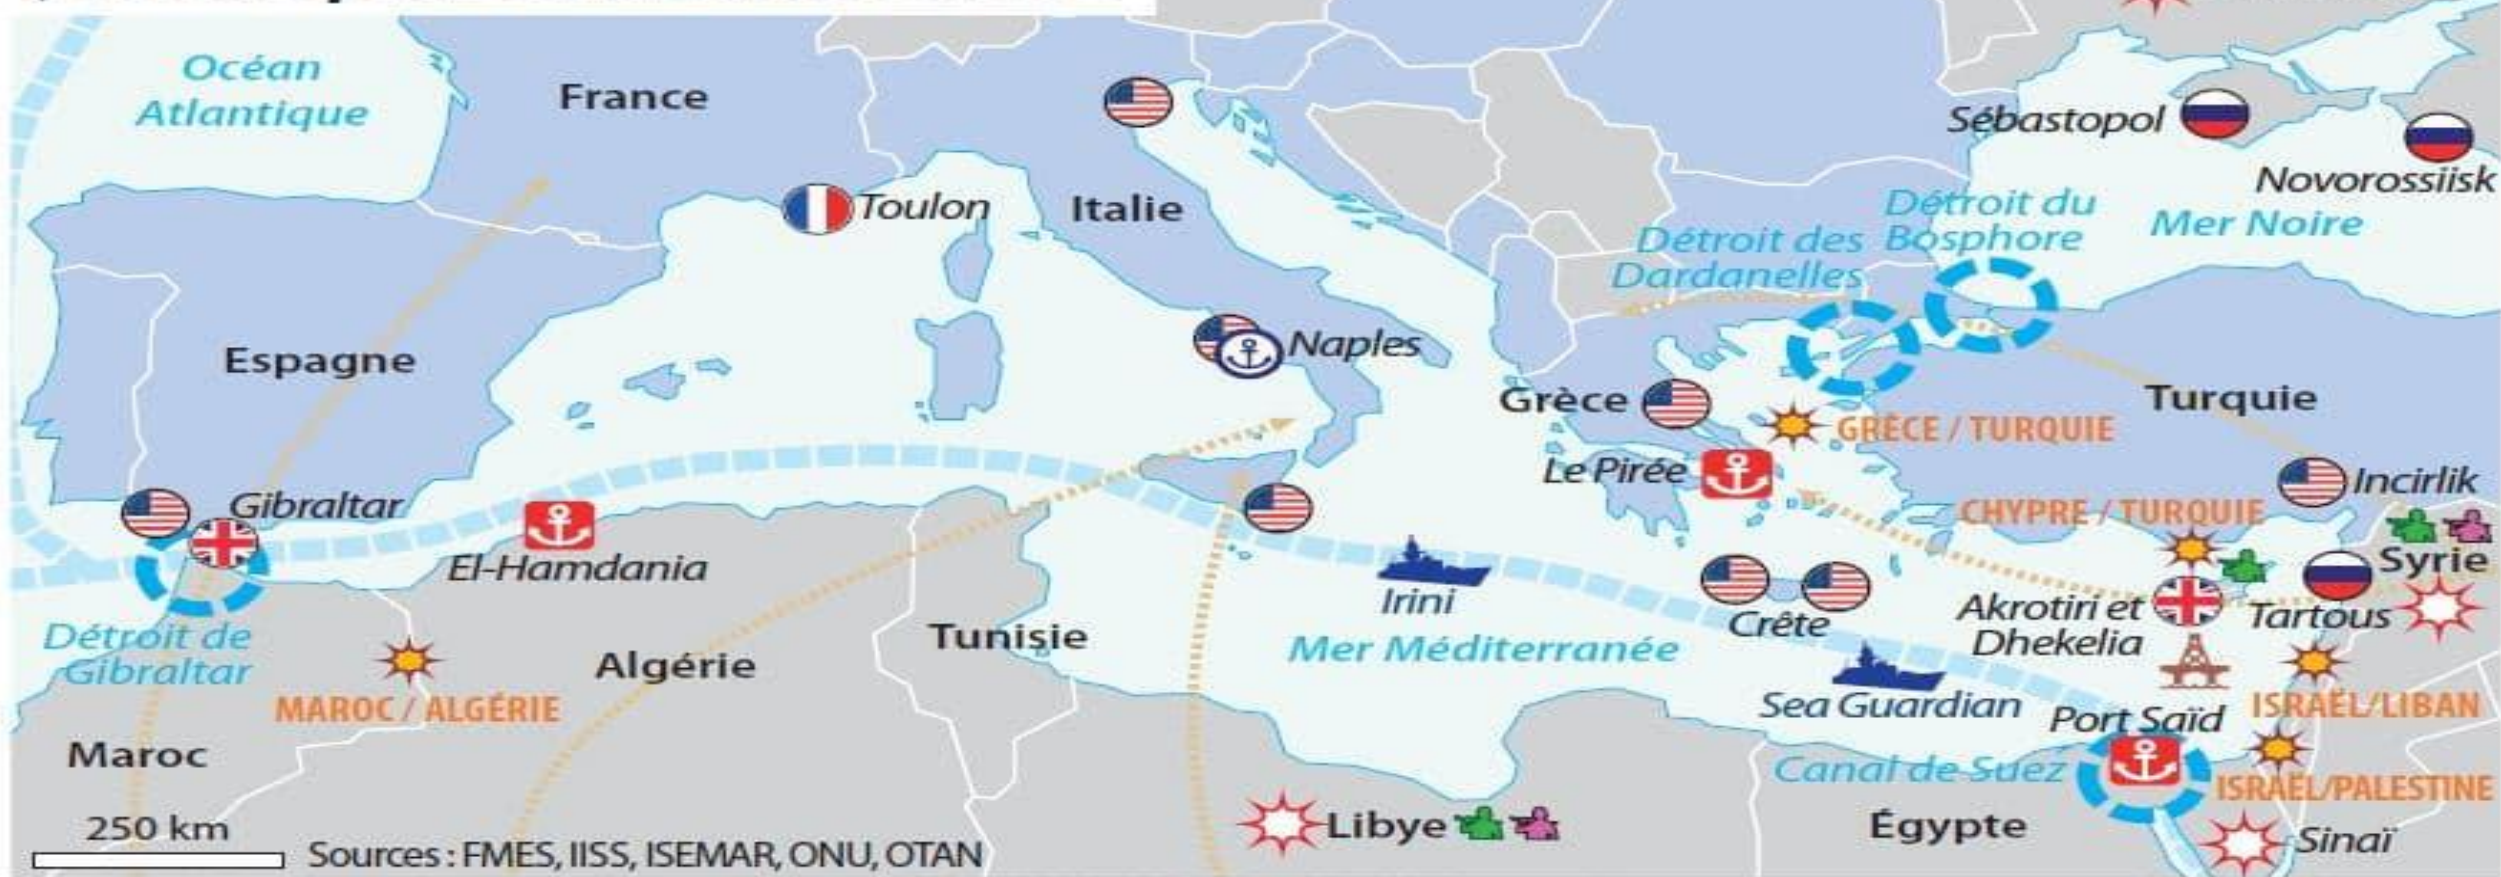 Océan
Atlantique
France
Sébastopol
Novorossiisk
Toulon
Italie
Détroit du
Bosphore
Mer Noire
Détroit des
Dardanelles
Espagne
Naples
Grèce
Turquie
GRÈCE / TURQUIE
Le Pirée
Incirlik
Gibraltar
CHYPRE / TURQUIE
El-Hamdania
Syrie
Irini
Crête
Akrotiri et
Dhekelia
Tartous
Détroit de
Gibraltar
Tunisie
Mer Méditerranée
Algérie
MAROC / ALGÉRIE
Sea Guardian
Port Saïd
ISRAËL/LIBAN
Maroc
Canal de Suez
ISRAËL/PALESTINE
250 km
Libye
Égypte
Sinaï
Sources : FMES, IISS, ISEMAR, ONU, OTAN